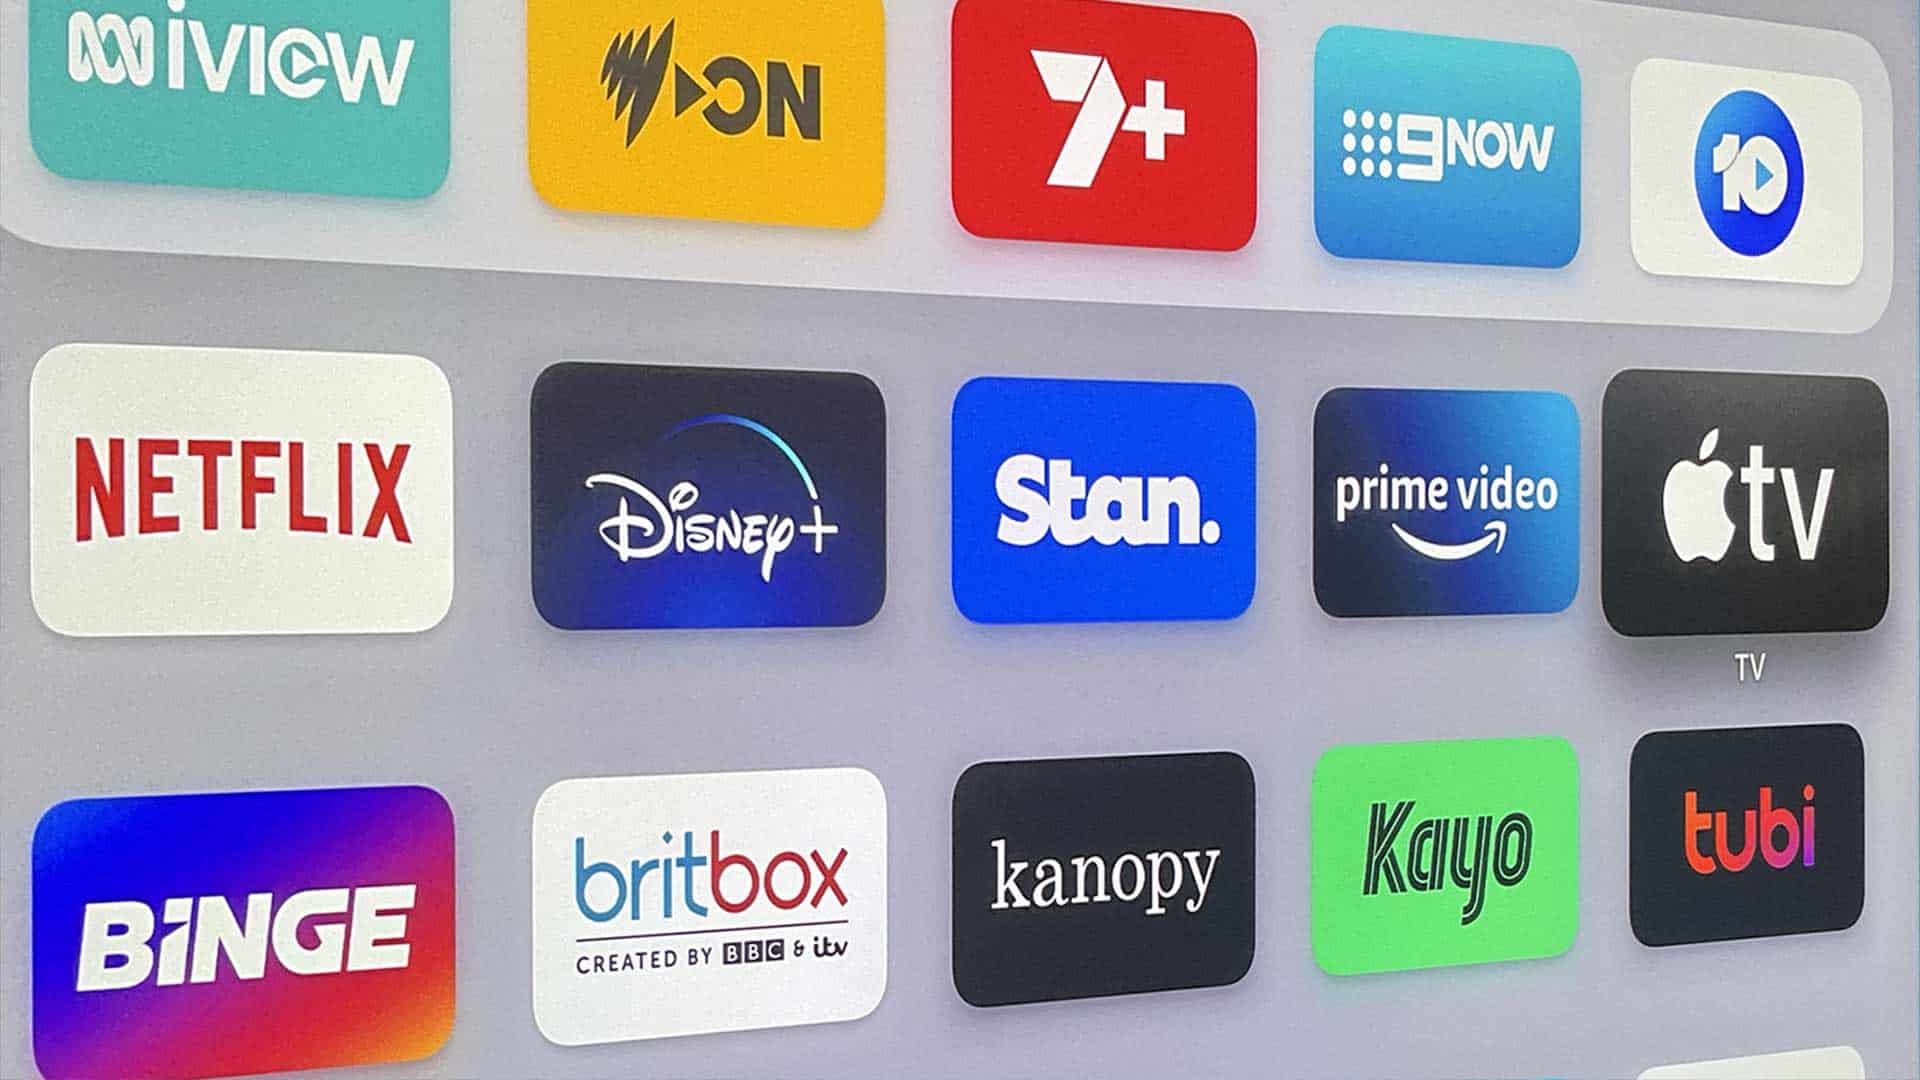 iview
ON
7+
9NOW
10
NETFLIX
Disney+
Stan.
prime video
tv
TV
BiNGE
britbox
CREATED BY BBC & itv
kanopy
Kayo
tubi